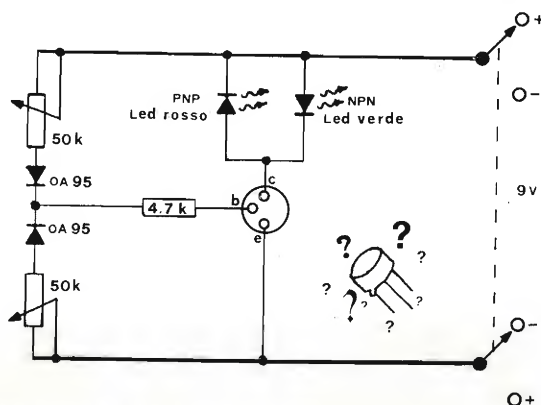 +
-
PNP
Led rosso
NPN
Led verde
50k
OA 95
OA 95
4.7 k
b
c
e
9v
50k
? ? ? ? ? ? ? ?
-
+